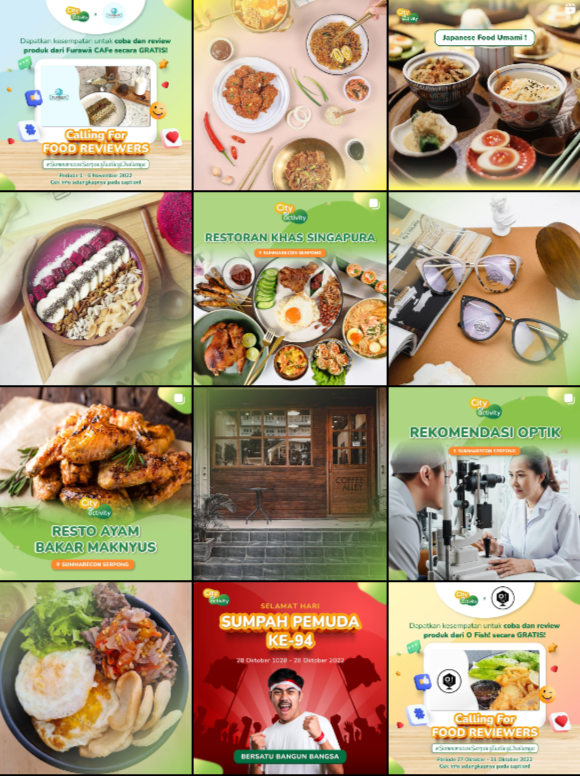 City
activity
Dapatkan kesempatan untuk coba dan review
produk dari Furawā CAFe secara GRATIS!
Calling For
FOOD REVIEWERS
Periode 1 - 6 November 2022
Cek info selengkapnya pada caption!
City
activity
Japanese Food Umami !
City
activity
RESTORAN KHAS SINGAPURA
SUMMARECON SERPONG
City
activity
RESTO AYAM
BAKAR MAKNYUS
SUMMARECON SERPONG
COFFEE
ALLEY
City
activity
REKOMENDASI OPTIK
SUMMARECON SERPONG
City
activity
SELAMAT HARI
SUMPAH PEMUDA
KE-94
28 Oktober 1928 - 28 Oktober 2022
BERSATU BANGUN BANGSA
City
activity
Dapatkan kesempatan untuk coba dan review
produk dari O Fish! secara GRATIS!
Calling For
FOOD REVIEWERS
Periode 27 Oktober - 31 Oktober 2022
Cek info selengkapnya pada caption!